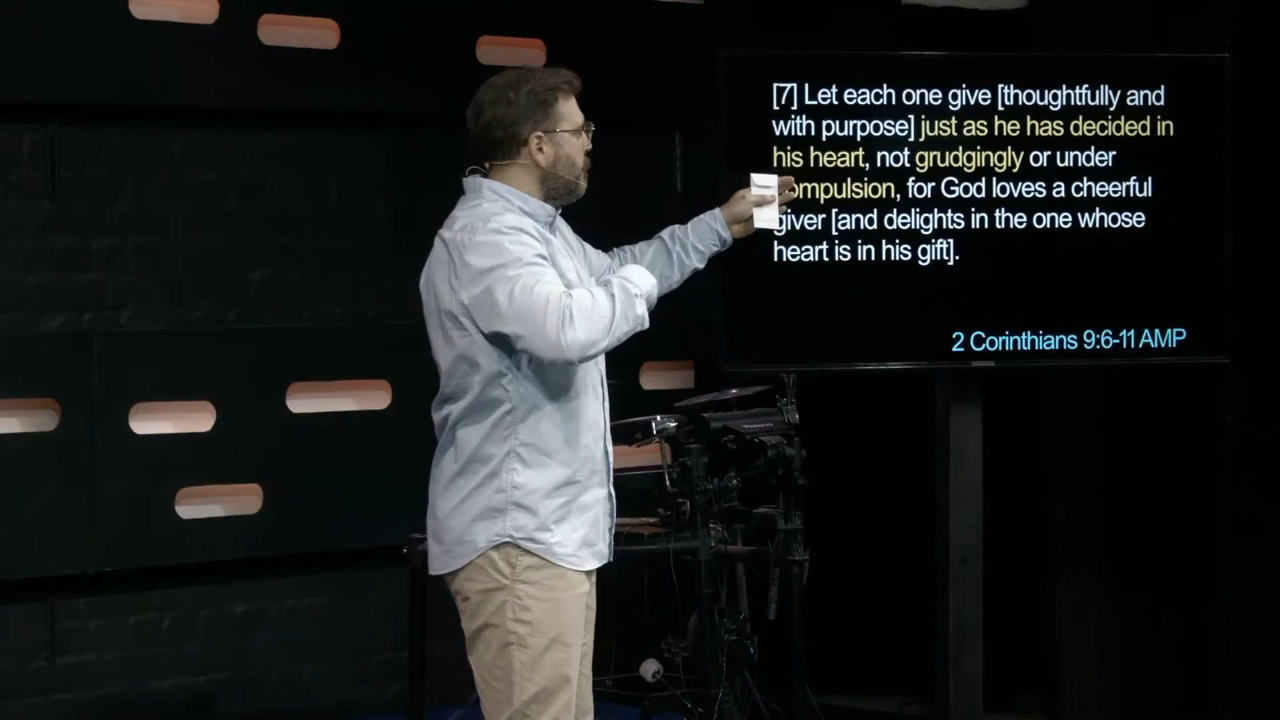 [7] Let each one give [thoughtfully and
with purpose] just as he has decided in
his heart, not grudgingly or under
ompulsion, for God loves a cheerful
giver [and delights in the one whose
heart is in his gift].
2 Corinthians 9:6-11 AMP